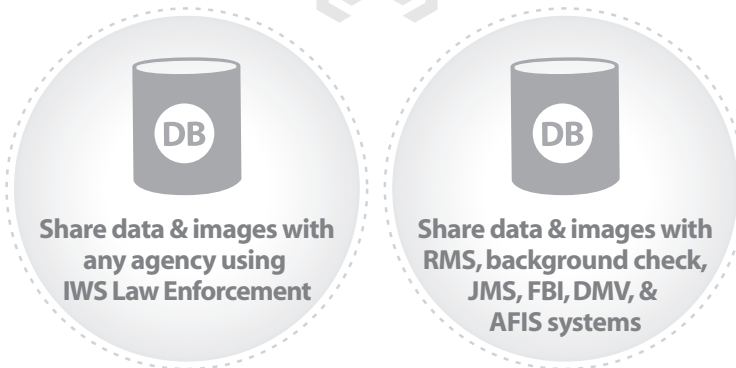 DB
Share data & images with
any agency using
IWS Law Enforcement
DB
Share data & images with
RMS, background check,
JMS, FBI, DMV, &
AFIS systems